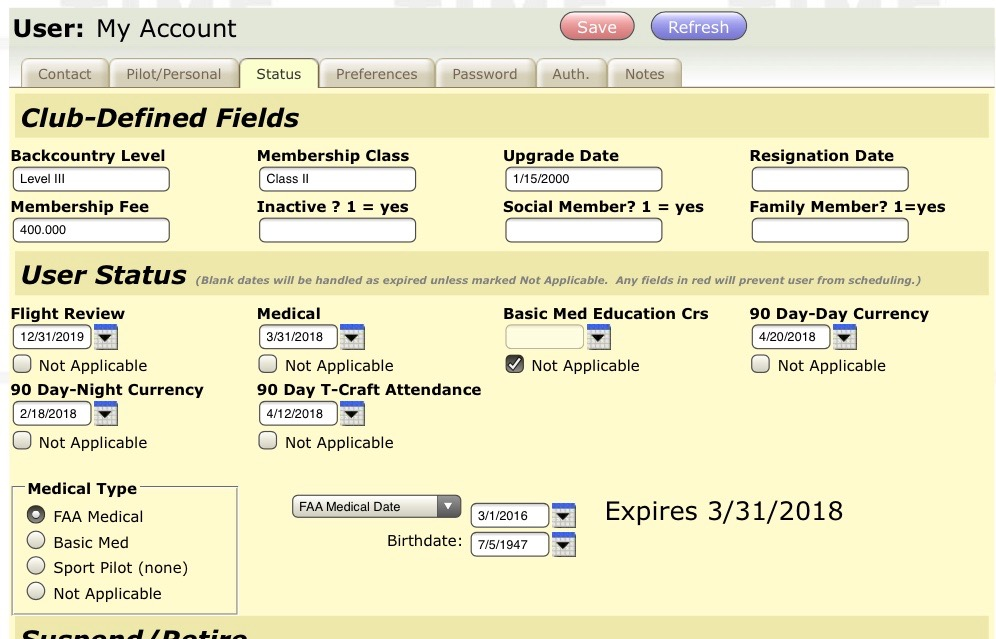 User: My Account
Save
Refresh
Contact
Pilot/Personal
Status
Preferences
Password
Auth.
Notes
Club-Defined Fields
Backcountry Level
Membership Class
Upgrade Date
Resignation Date
Level III
Class II
1/15/2000
Membership Fee
Inactive ? 1 = yes
Social Member? 1 = yes
Family Member? 1=yes
400.000
User Status (Blank dates will be handled as expired unless marked Not Applicable. Any fields in red will prevent user from scheduling.)
Flight Review
Medical
Basic Med Education Crs
90 Day-Day Currency
12/31/2019
3/31/2018
4/20/2018
Not Applicable
Not Applicable
Not Applicable
Not Applicable
90 Day-Night Currency
90 Day T-Craft Attendance
2/18/2018
4/12/2018
Not Applicable
Not Applicable
Medical Type
FAA Medical
Basic Med
Sport Pilot (none)
Not Applicable
FAA Medical Date
3/1/2016
Expires 3/31/2018
Birthdate:
7/5/1947
Suspend/Retire